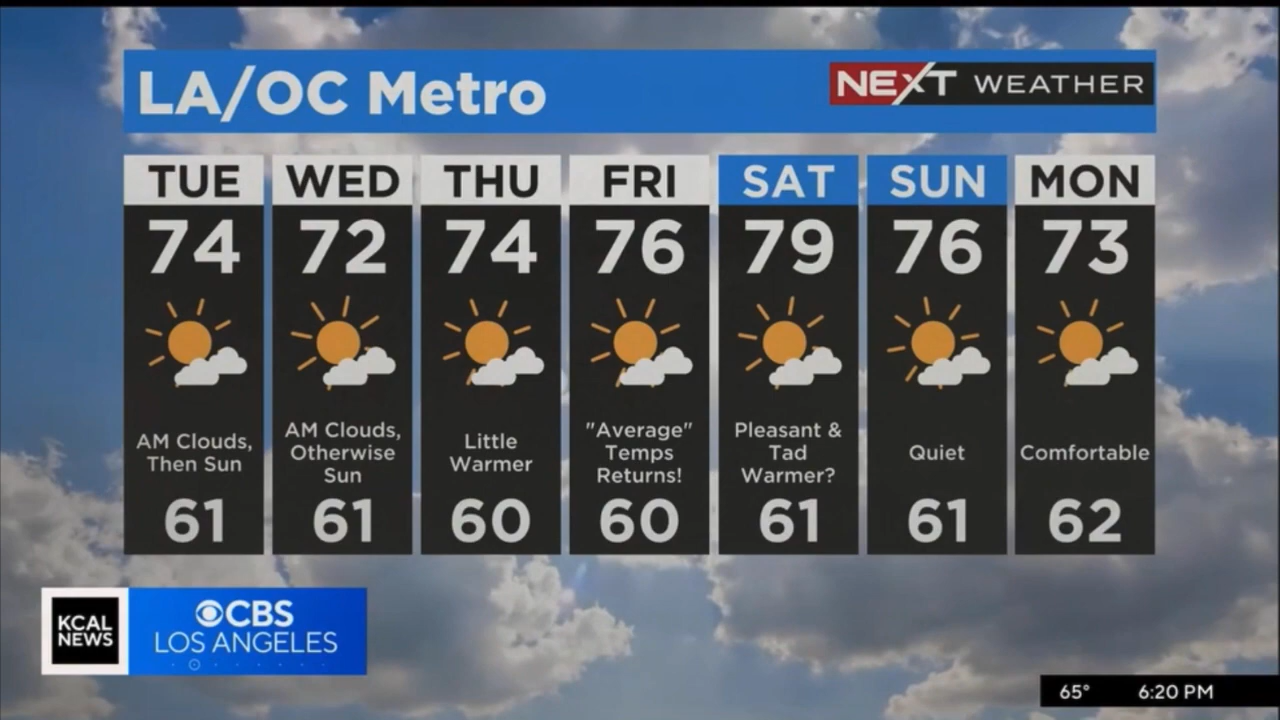 LA/OC Metro
NEXT WEATHER
TUE WED THU FRI SAT SUN MON
74 72 74 76 79 76 73
AM Clouds,
Then Sun
AM Clouds,
Otherwise
Sun
Little
Warmer
"Average"
Temps
Returns!
Pleasant &
Tad
Warmer?
Quiet
Comfortable
61 61 60 60 61 61 62
KCAL
NEWS
CBS
LOS ANGELES
65° 6:20 PM